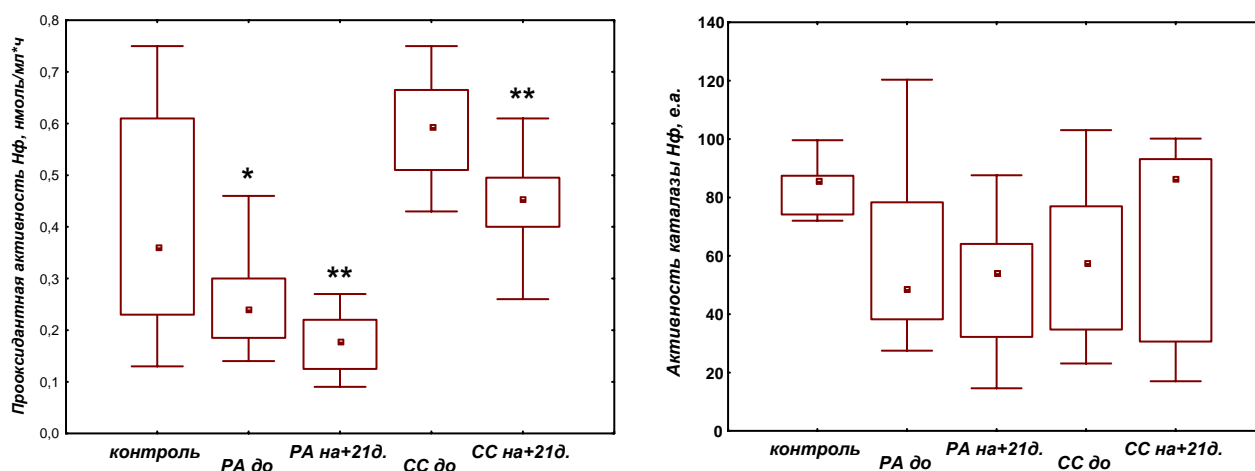 Прооксидантная активность Нф, нмоль/мл*ч
0,8
0,7
0,6
0,5
0,4
0,3
0,2
0,1
0,0
*
**
**
контроль
РА до
РА на+21д.
СС до
СС на+21д.
Активность каталазы Нф, е.а.
140
120
100
80
60
40
20
0
контроль
РА до
РА на+21д.
СС до
СС на+21д.